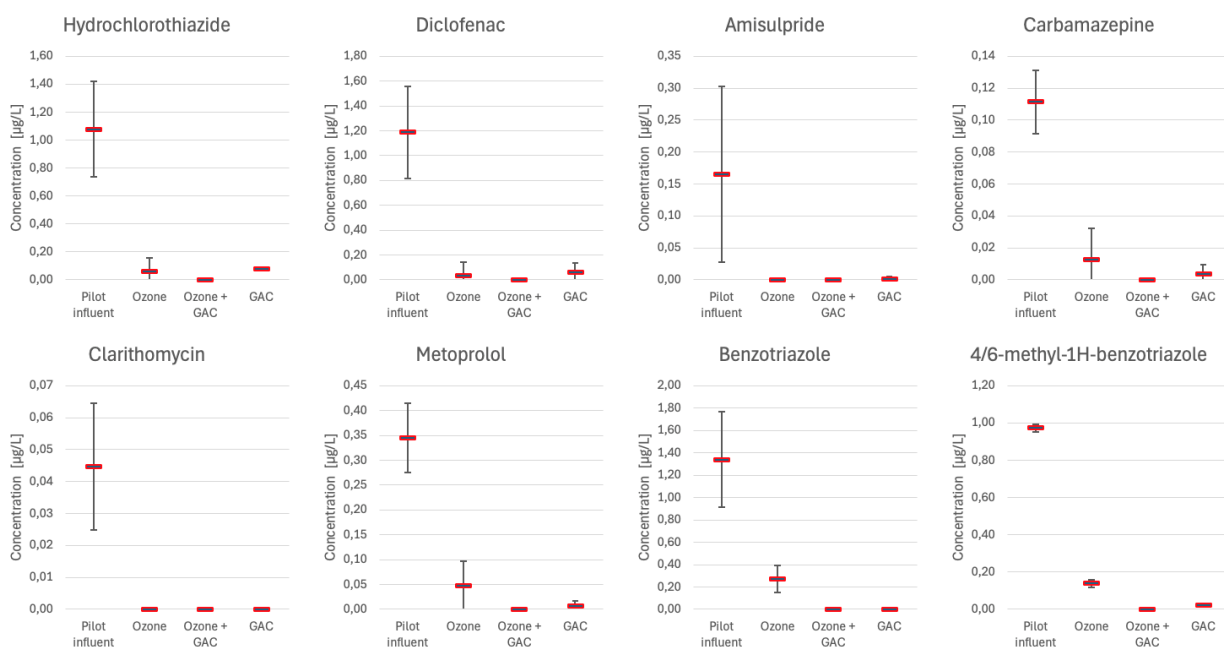 Hydrochlorothiazide
Concentration [µg/L]
1,60
1,40
1,20
1,00
0,80
0,60
0,40
0,20
0,00
Pilot
influent
Ozone
Ozone +
GAC
GAC
Diclofenac
Concentration [µg/L]
1,80
1,60
1,40
1,20
1,00
0,80
0,60
0,40
0,20
0,00
Pilot
influent
Ozone
Ozone +
GAC
GAC
Amisulpride
Concentration [µg/L]
0,35
0,30
0,25
0,20
0,15
0,10
0,05
0,00
Pilot
influent
Ozone
Ozone +
GAC
GAC
Carbamazepine
Concentration [µg/L]
0,14
0,12
0,10
0,08
0,06
0,04
0,02
0,00
Pilot
influent
Ozone
Ozone +
GAC
GAC
Clarithomycin
Concentration [µg/L]
0,07
0,06
0,05
0,04
0,03
0,02
0,01
0,00
Pilot
influent
Ozone
Ozone +
GAC
GAC
Metoprolol
Concentration [µg/L]
0,45
0,40
0,35
0,30
0,25
0,20
0,15
0,10
0,05
0,00
Pilot
influent
Ozone
Ozone +
GAC
GAC
Benzotriazole
Concentration [µg/L]
2,00
1,80
1,60
1,40
1,20
1,00
0,80
0,60
0,40
0,20
0,00
Pilot
influent
Ozone
Ozone +
GAC
GAC
4/6-methyl-1H-benzotriazole
Concentration [µg/L]
1,20
1,00
0,80
0,60
0,40
0,20
0,00
Pilot
influent
Ozone
Ozone +
GAC
GAC